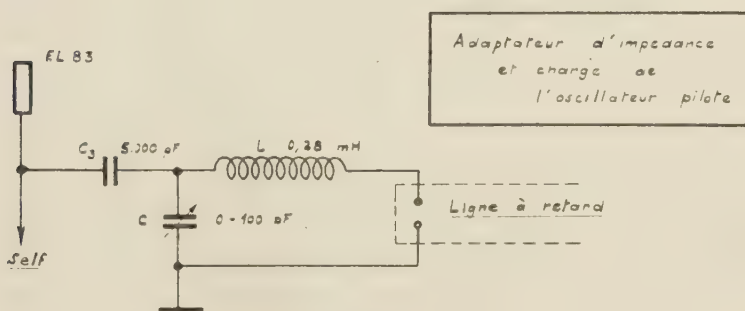 EL 83
Adaptateur d'impedance
et charge de
l'oscillateur pilote
C3 5.000 pF
L 0,28 mH
C 0-100 pF
Ligne à retard
Self